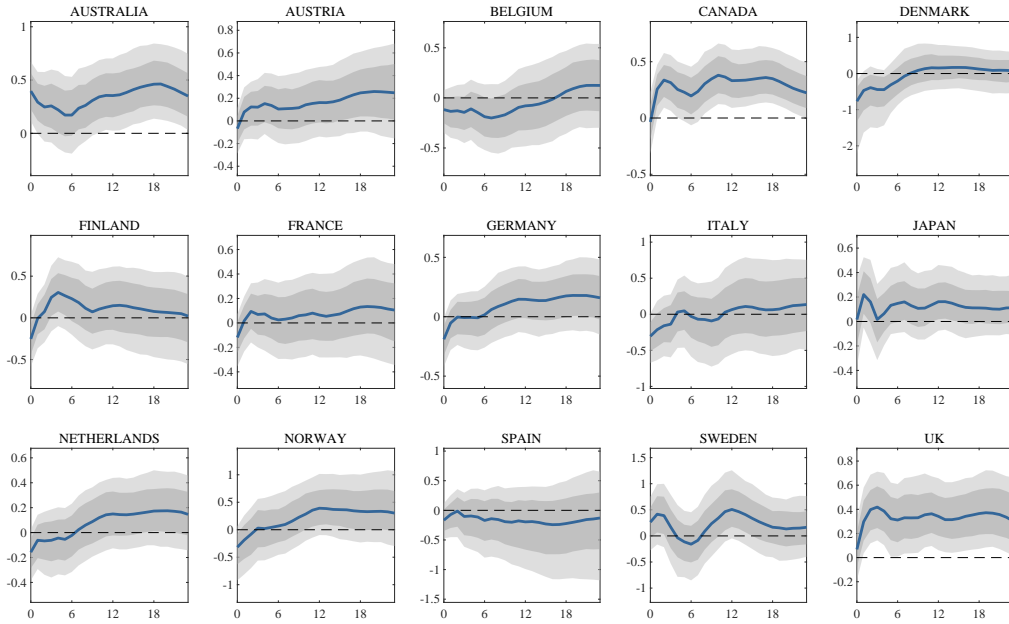 AUSTRALIA
1
0.5
0
0 6 12 18
AUSTRIA
0.8
0.6
0.4
0.2
0
-0.2
-0.4
0 6 12 18
BELGIUM
0.5
0
-0.5
0 6 12 18
CANADA
0.5
0
-0.5
0 6 12 18
DENMARK
1
0
-1
-2
0 6 12 18
FINLAND
0.5
0
-0.5
0 6 12 18
FRANCE
0.6
0.4
0.2
0
-0.2
-0.4
0 6 12 18
GERMANY
0.5
0
-0.5
0 6 12 18
ITALY
1
0.5
0
-0.5
-1
0 6 12 18
JAPAN
0.6
0.4
0.2
0
-0.2
-0.4
0 6 12 18
NETHERLANDS
0.6
0.4
0.2
0
-0.2
-0.4
0 6 12 18
NORWAY
1
0.5
0
-0.5
-1
0 6 12 18
SPAIN
1
0.5
0
-0.5
-1
-1.5
0 6 12 18
SWEDEN
1.5
1
0.5
0
-0.5
-1
0 6 12 18
UK
0.8
0.6
0.4
0.2
0
-0.2
0 6 12 18